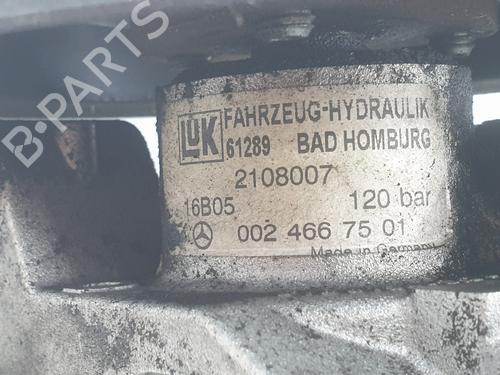 B-PARTS
LuK
FAHRZEUG-HYDRAULIK
61289 BAD HOMBURG
2108007
16B05 120 bar
002 466 75 01
Made in Germany